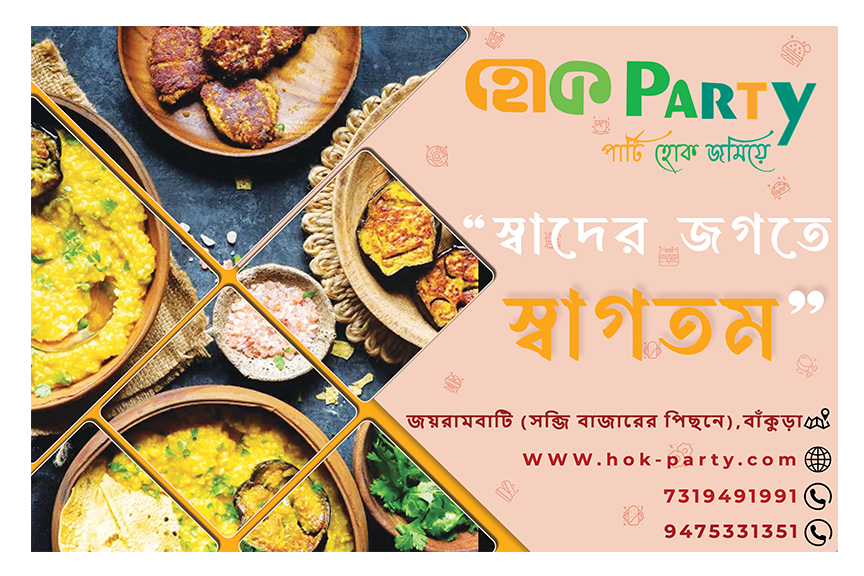 হোক PARTY
পার্টি হোক জমিয়ে
“স্বাদের জগতে
স্বাগতম”
জয়রামবাটি (সব্জি বাজারের পিছনে),বাঁকুড়া
WWW.hok-party.com
7319491991
9475331351